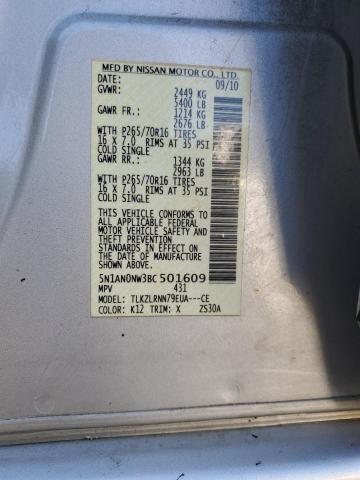 MFD BY NISSAN MOTOR CO., LTD.
09/10
GVWR: 2449 KG
5400 LB
GAWR FR.: 1214 KG
2676 LB
WITH P265/70R16 TIRES
16 X 7.0 RIMS AT 35 PSI
COLD SINGLE
GAWR RR.: 1344 KG
2963 LB
WITH P265/70R16 TIRES
16 X 7.0 RIMS AT 35 PSI
COLD SINGLE
THIS VEHICLE CONFORMS TO
ALL APPLICABLE FEDERAL
MOTOR VEHICLE SAFETY AND
THEFT PREVENTION
STANDARDS IN EFFECT ON
THE DATE OF MANUFACTURE
SHOWN ABOVE.
5N1AN0NW3BC501609
MPV 431
MODEL: TLKZLRNN79EUA---CE
COLOR: K12 TRIM: X ZS30A